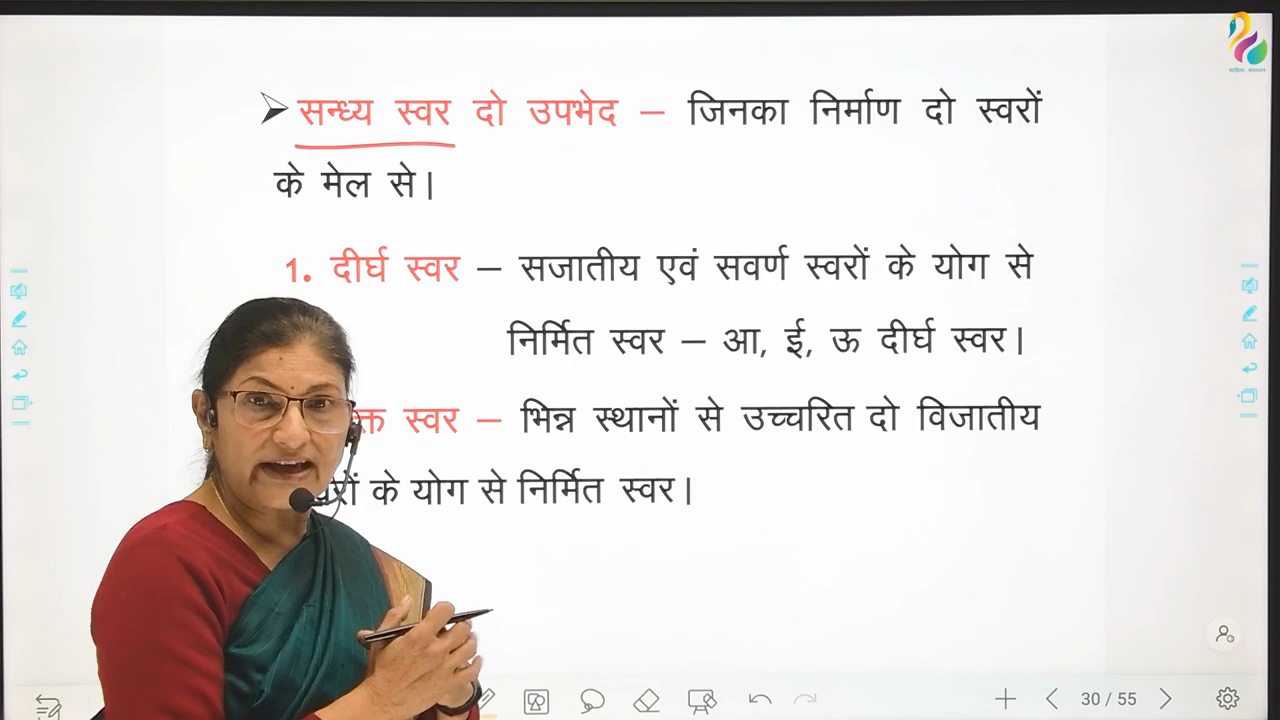 सन्ध्य स्वर दो उपभेद – जिनका निर्माण दो स्वरों
के मेल से।
1. दीर्घ स्वर – सजातीय एवं सवर्ण स्वरों के योग से
निर्मित स्वर – आ, ई, ऊ दीर्घ स्वर।
स्वर – भिन्न स्थानों से उच्चरित दो विजातीय
के योग से निर्मित स्वर।
30 / 55